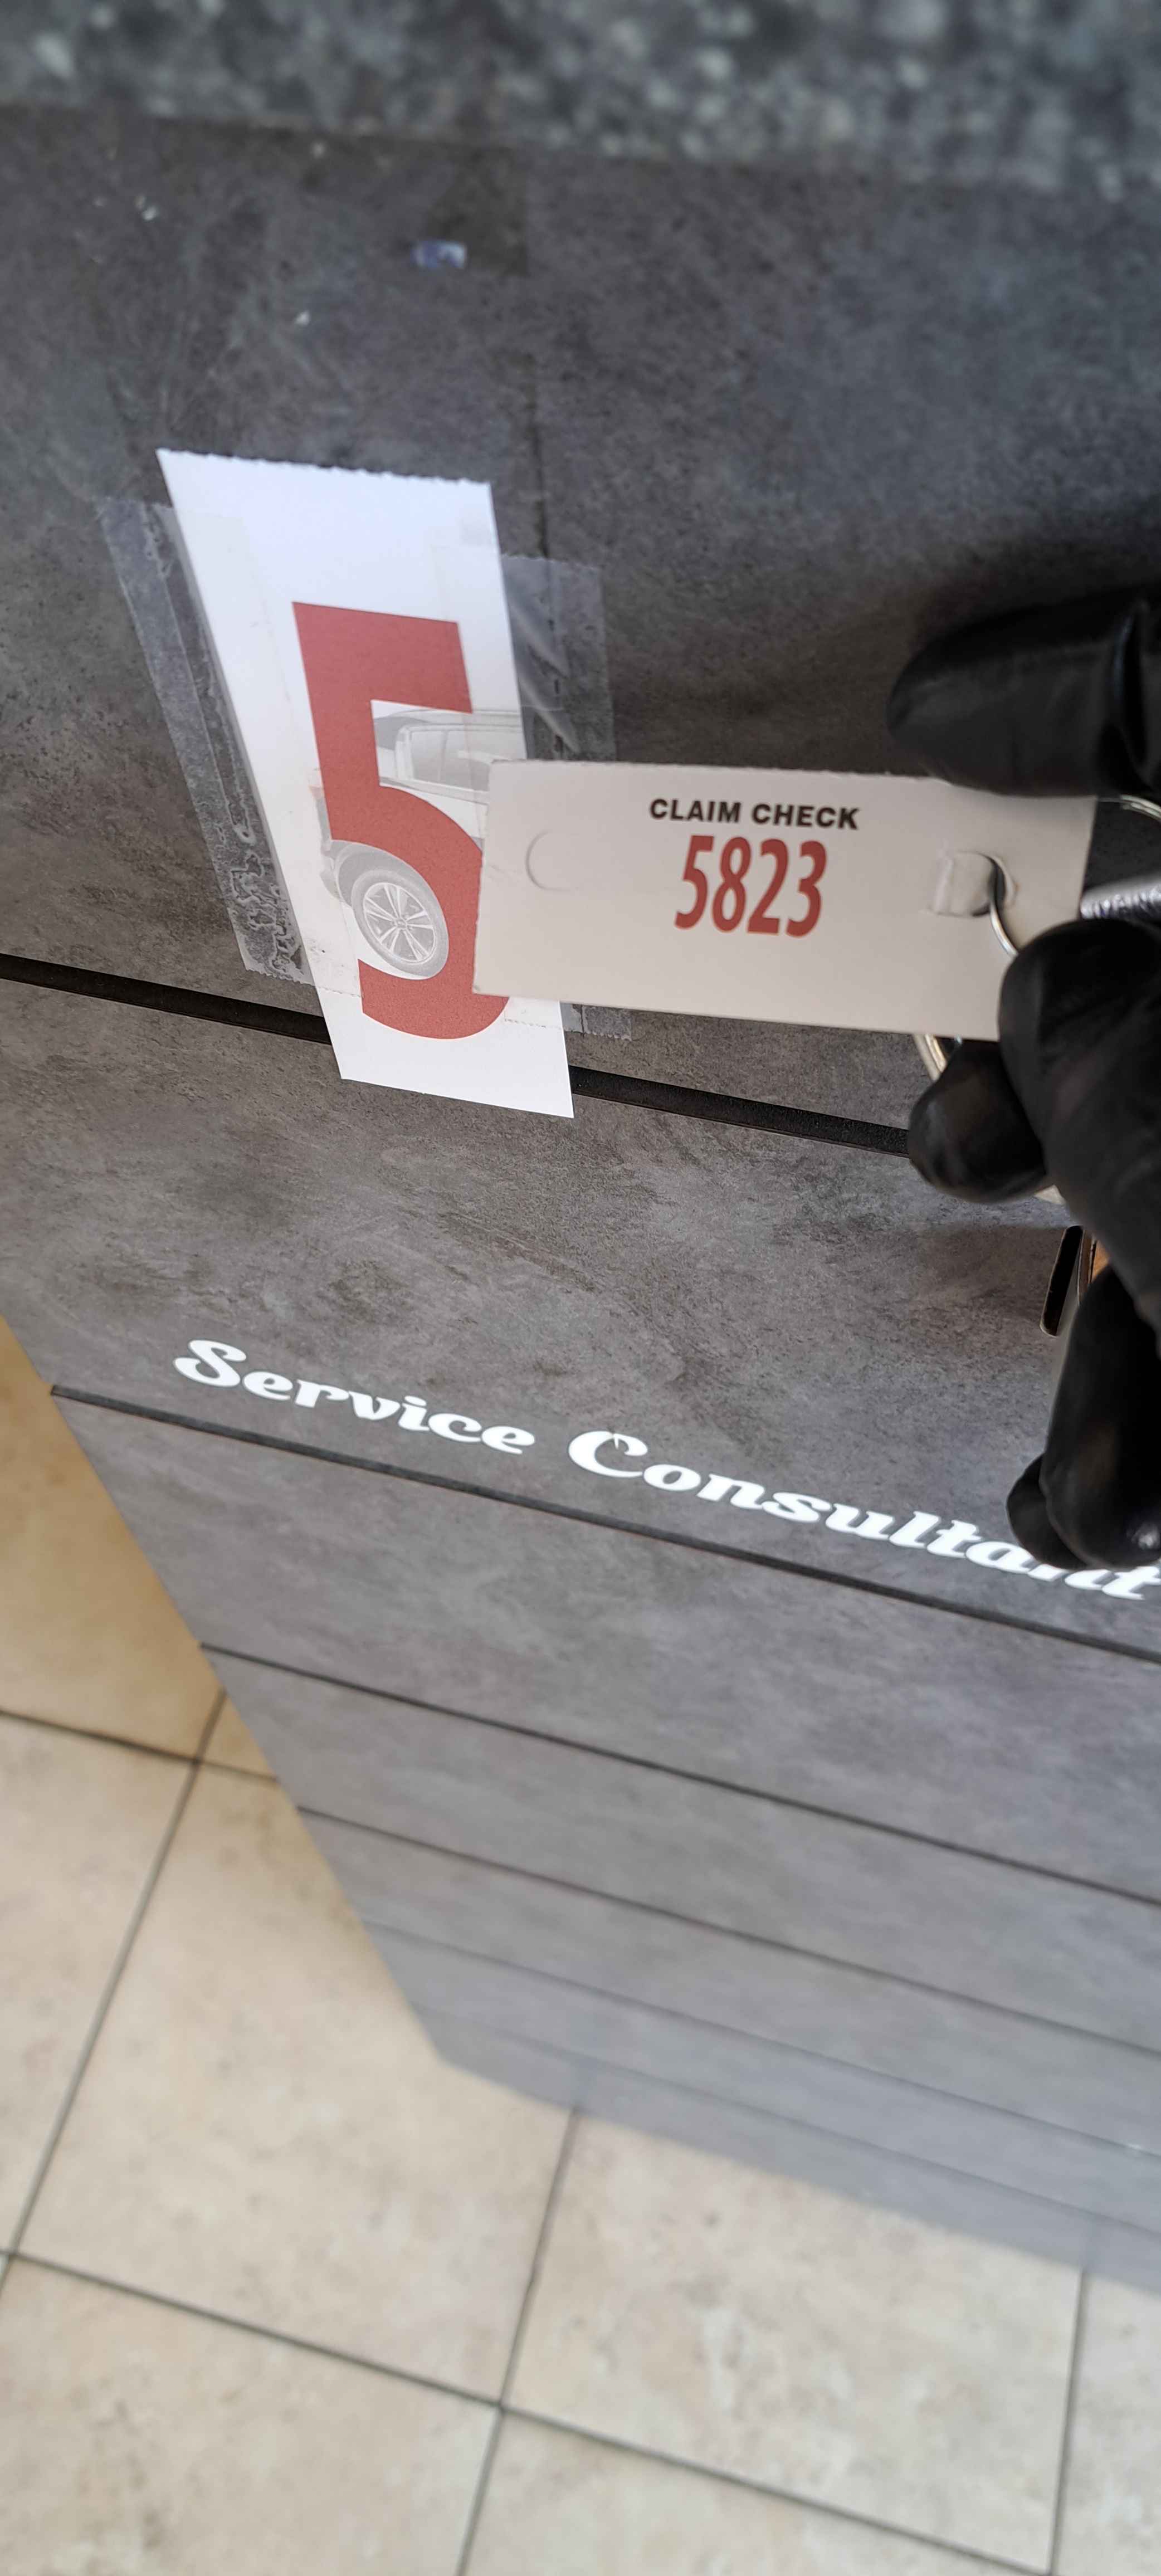 5
CLAIM CHECK
5823
Service Consultant